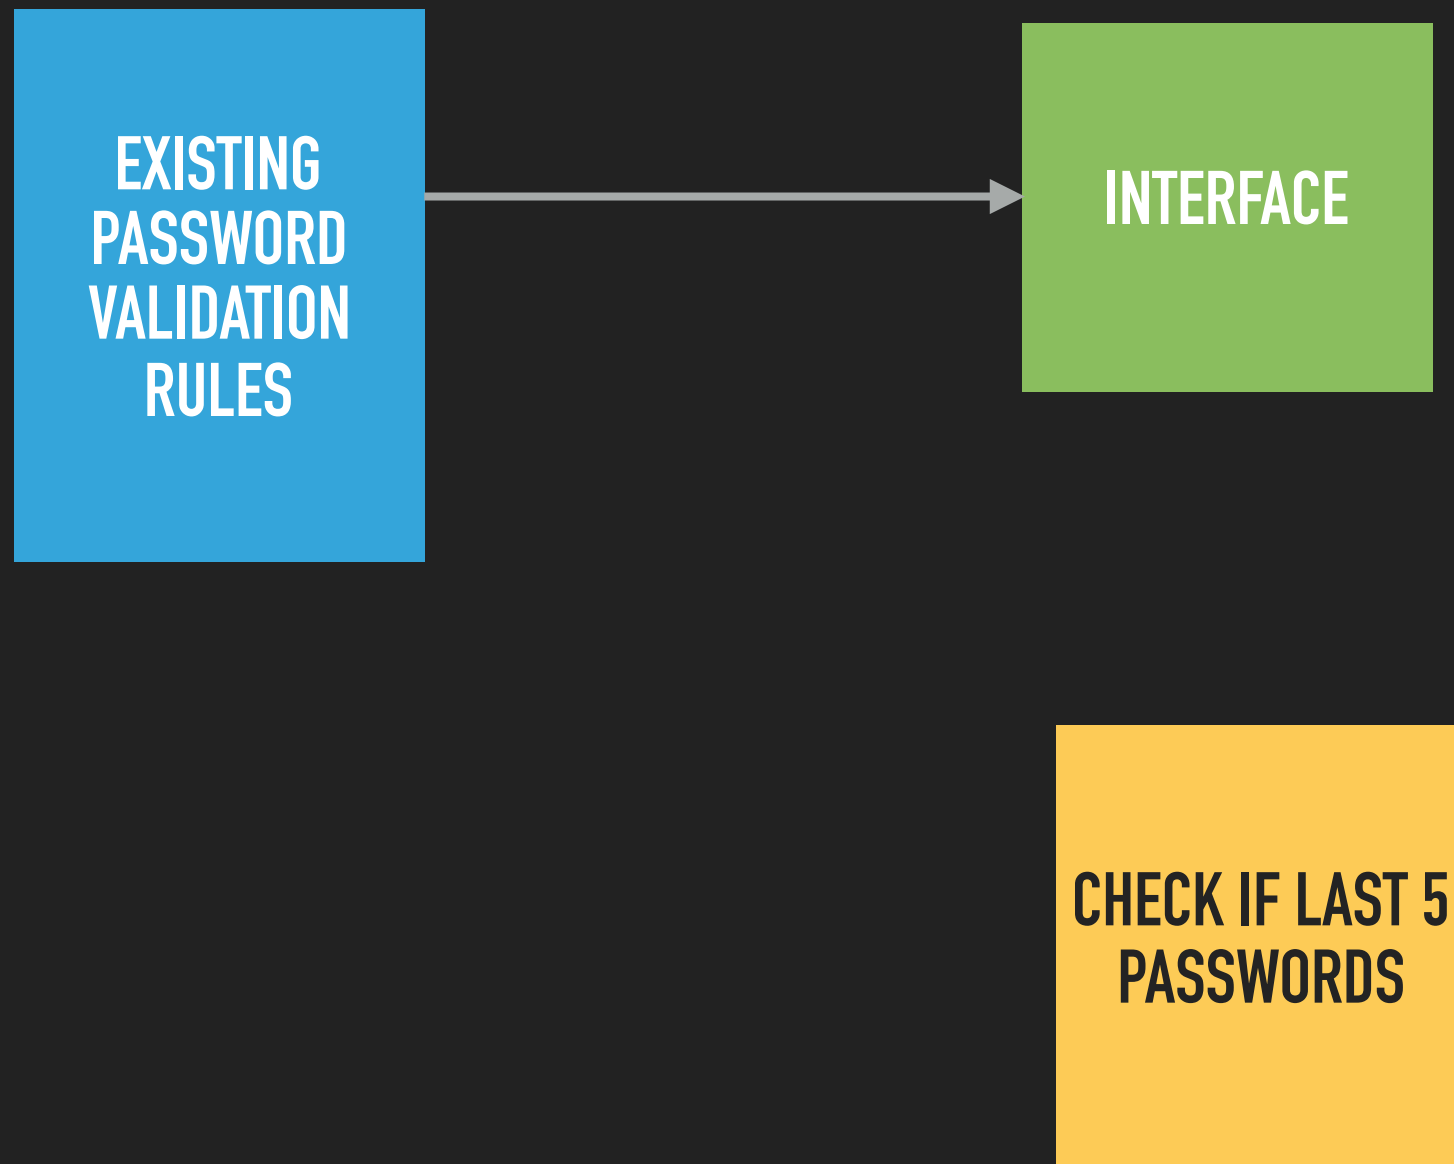 EXISTING
PASSWORD
VALIDATION
RULES
INTERFACE
CHECK IF LAST 5
PASSWORDS